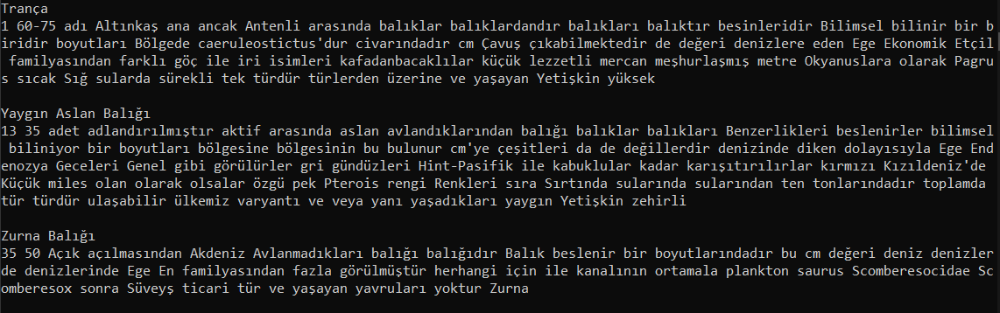 Trança
1 60-75 adı Altınkaş ana ancak Antenli arasında balıklar balıklardandır balıkları balıktır besinleridir Bilimsel bilinir bir b
iridir boyutları Bölgede caeruleostictus'dur civarındadır cm Çavuş çıkabilmektedir de değeri denizlere eden Ege Ekonomik Etçil
 familyasından farklı göç ile iri isimleri kafadanbacaklılar küçük lezzetli mercan meşhurlaşmış metre Okyanuslara olarak Pagru
s sıcak Sığ sularda sürekli tek türdür türlerden üzerine ve yaşayan Yetişkin yüksek

Yaygın Aslan Balığı
13 35 adet adlandırılmıştır aktif arasında aslan avlandıklarından balığı balıklar balıkları Benzerlikleri beslenirler bilimsel
 biliniyor bir boyutları bölgesine bölgesinin bu bulunur cm'ye çeşitleri da de değillerdir denizinde diken dolayısıyla Ege End
enozya Geceleri Genel gibi görülürler gri gündüzleri Hint-Pasifik ile kabuklular kadar karışıtırılırlar kırmızı Kızıldeniz'de
Küçük miles olan olarak olsalar özgü pek Pterois rengi Renkleri sıra Sırtında sularında sularından ten tonlarındadır toplamda
tür türdür ulaşabilir ülkemiz varyantı ve veya yanı yaşadıkları yaygın Yetişkin zehirli

Zurna Balığı
35 50 Açık açılmasından Akdeniz Avlanmadıkları balığı balığıdır Balık beslenir bir boyutlarındadır bu cm değeri deniz denizler
de denizlerinde Ege En familyasından fazla görülmüştür herhangi için ile kanalının ortamala plankton saurus Scomberesocidae Sc
omberesox sonra Süveyş ticari tür ve yaşayan yavruları yoktur Zurna